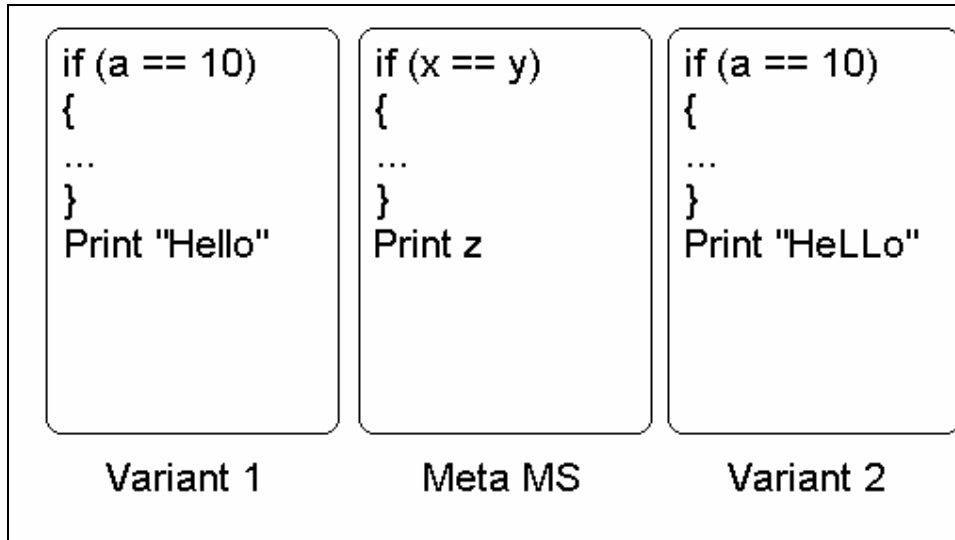 if (a == 10)
{
...
}
Print "Hello"
Variant 1
if (x == y)
{
...
}
Print z
Meta MS
if (a == 10)
{
...
}
Print "HeLLo"
Variant 2